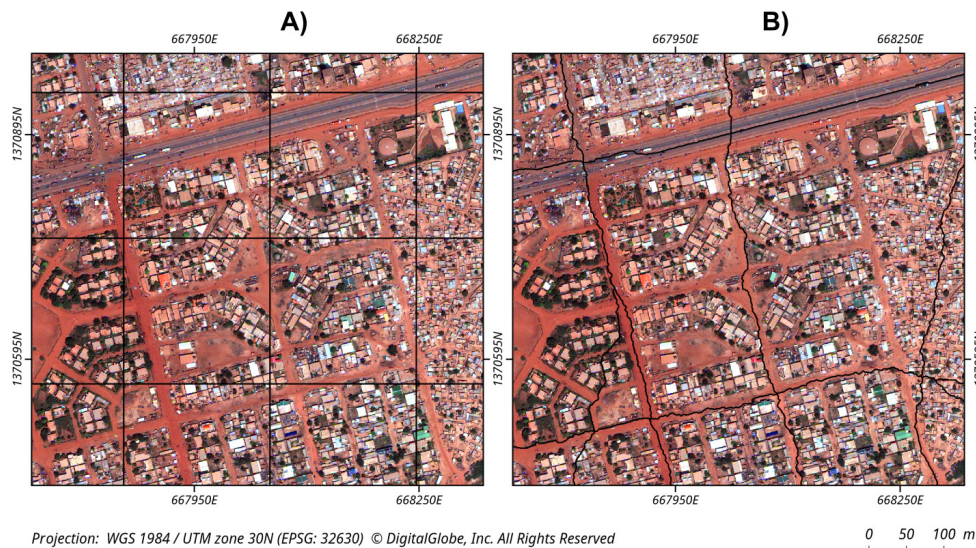 A) B)
667950E 668250E 667950E 668250E
1370895N 1370895N
1370595N 1370595N
667950E 668250E 667950E 668250E
Projection: WGS 1984 / UTM zone 30N (EPSG: 32630) © DigitalGlobe, Inc. All Rights Reserved 0 50 100 m